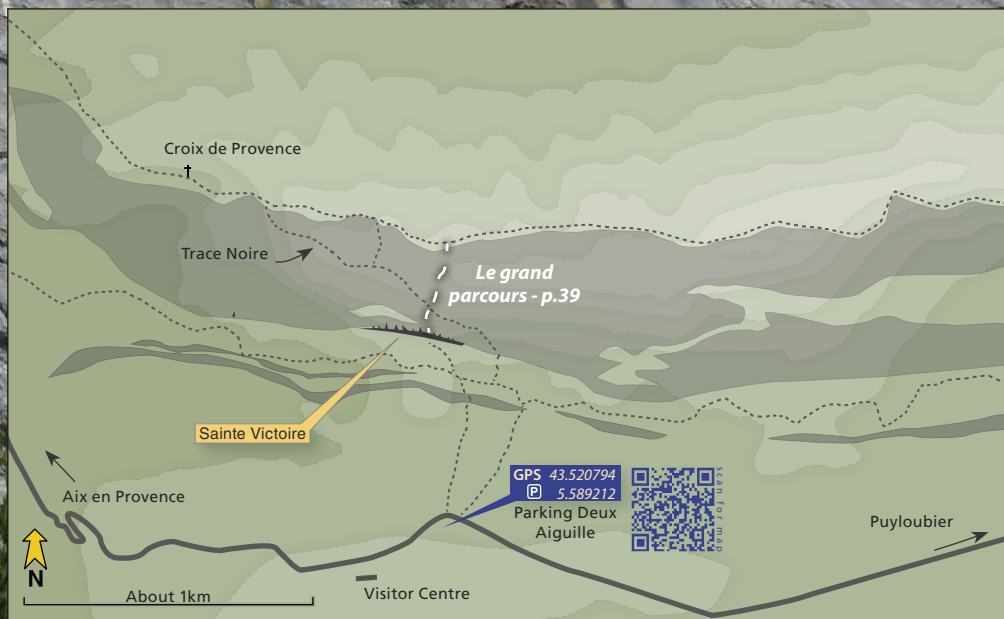 Croix de Provence
Trace Noire
Le grand
parcours - p.39
Sainte Victoire
GPS 43.520794
P 5.589212
Parking Deux
Aiguille
scan for map
Aix en Provence
Puyloubier
N
About 1km
Visitor Centre